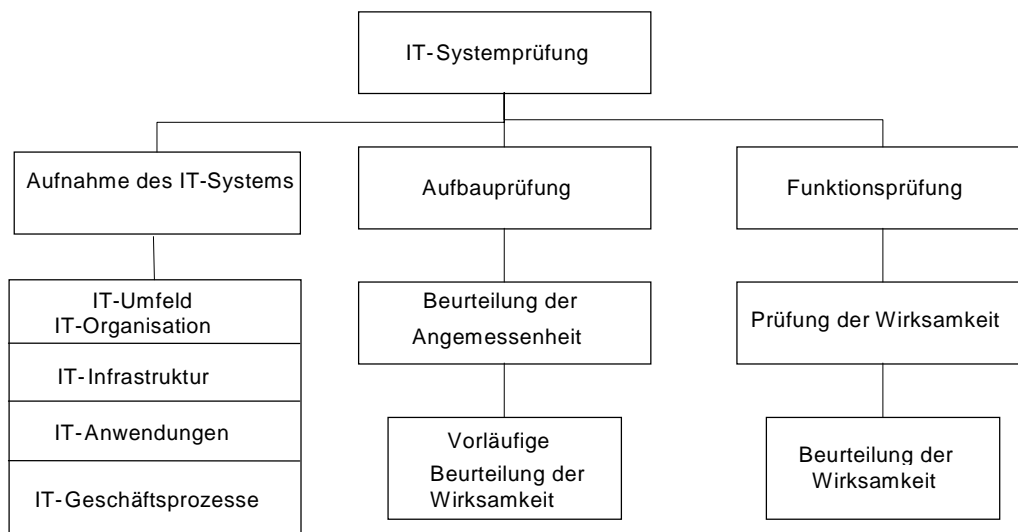 IT-Systemprüfung
Aufnahme des IT-Systems
Aufbauprüfung
Funktionsprüfung
IT-Umfeld
IT-Organisation
IT-Infrastruktur
IT-Anwendungen
IT-Geschäftsprozesse
Beurteilung der
Angemessenheit
Vorläufige
Beurteilung der
Wirksamkeit
Prüfung der Wirksamkeit
Beurteilung der
Wirksamkeit